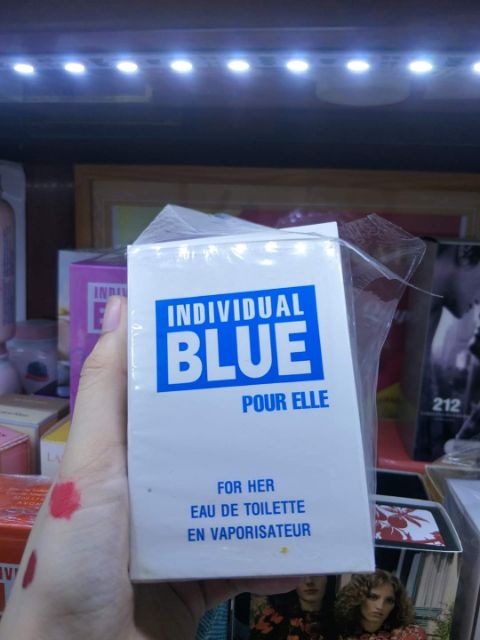 INDIVIDUAL
BLUE
POUR ELLE
FOR HER
EAU DE TOILETTE
EN VAPORISATEUR
212